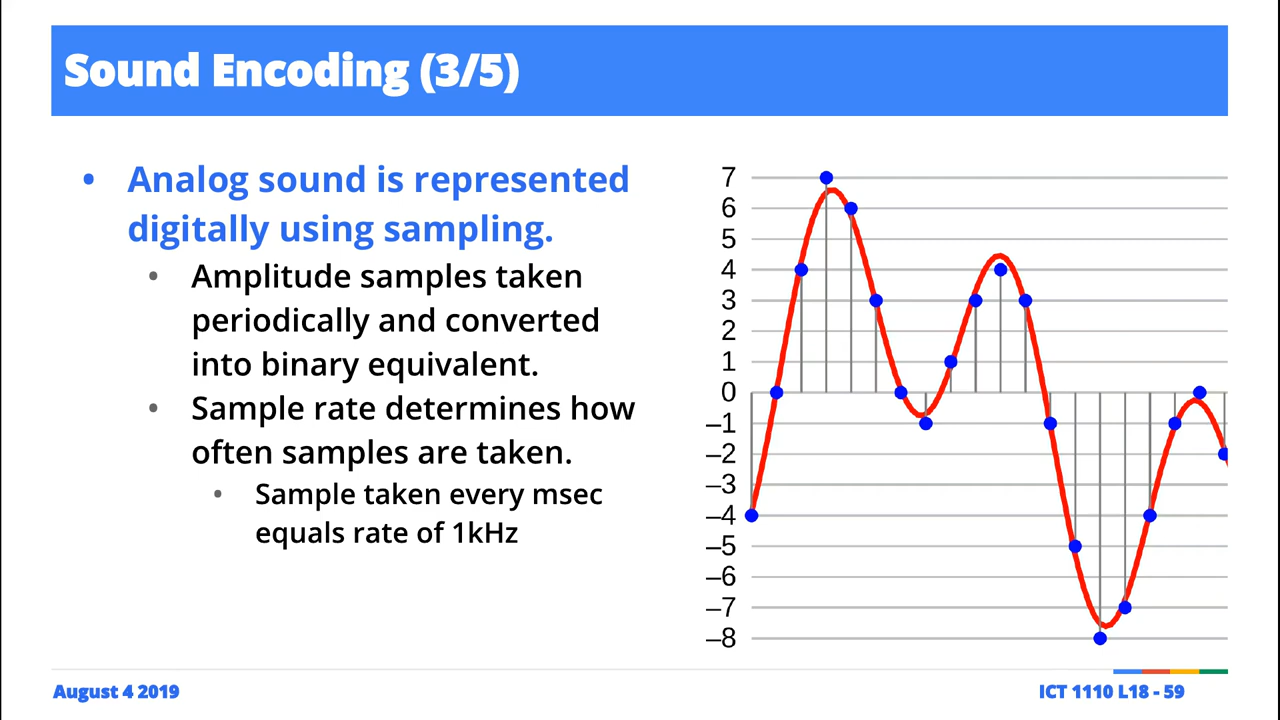 Sound Encoding (3/5)
• Analog sound is represented
digitally using sampling.
• Amplitude samples taken
periodically and converted
into binary equivalent.
• Sample rate determines how
often samples are taken.
• Sample taken every msec
equals rate of 1kHz
7
6
5
4
3
2
1
0
–1
–2
–3
–4
–5
–6
–7
–8
August 4 2019
ICT 1110 L18 - 59